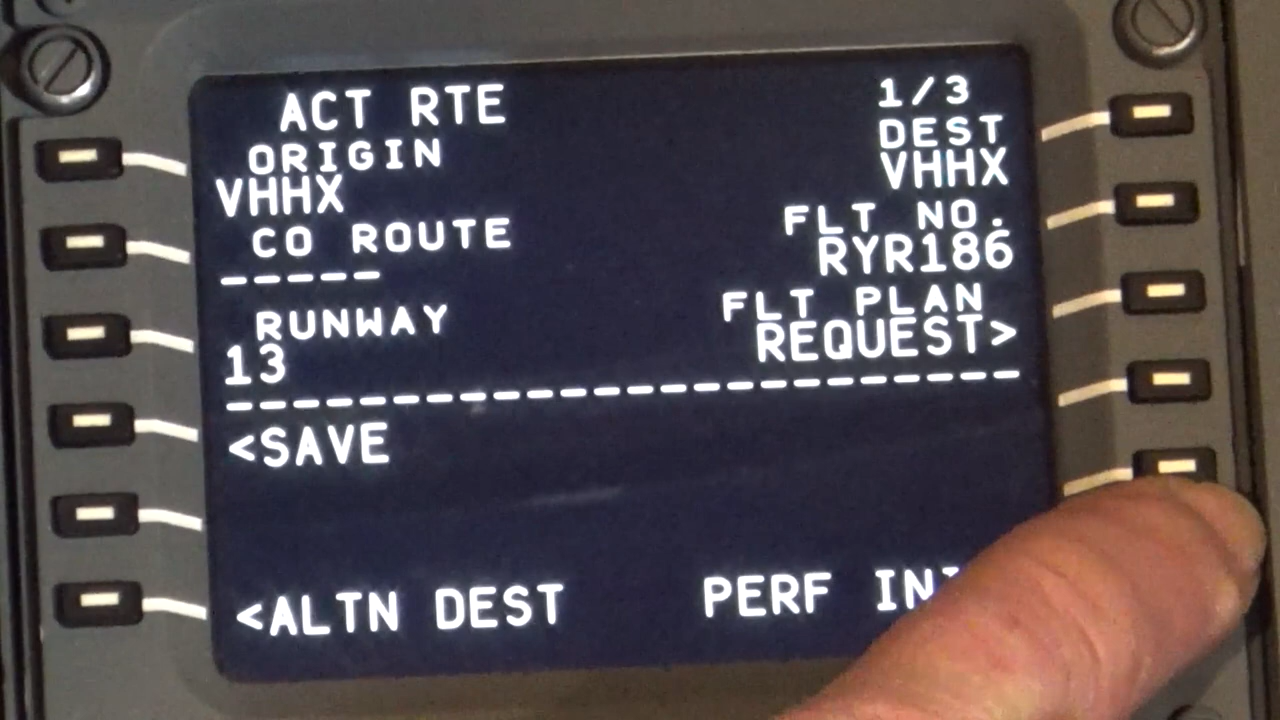 ACT RTE 1/3
ORIGIN DEST
VHHX VHHX
CO ROUTE FLT NO.
----- RYR186
RUNWAY FLT PLAN
13 REQUEST>
------------------------------
<SAVE
<ALTN DEST PERF